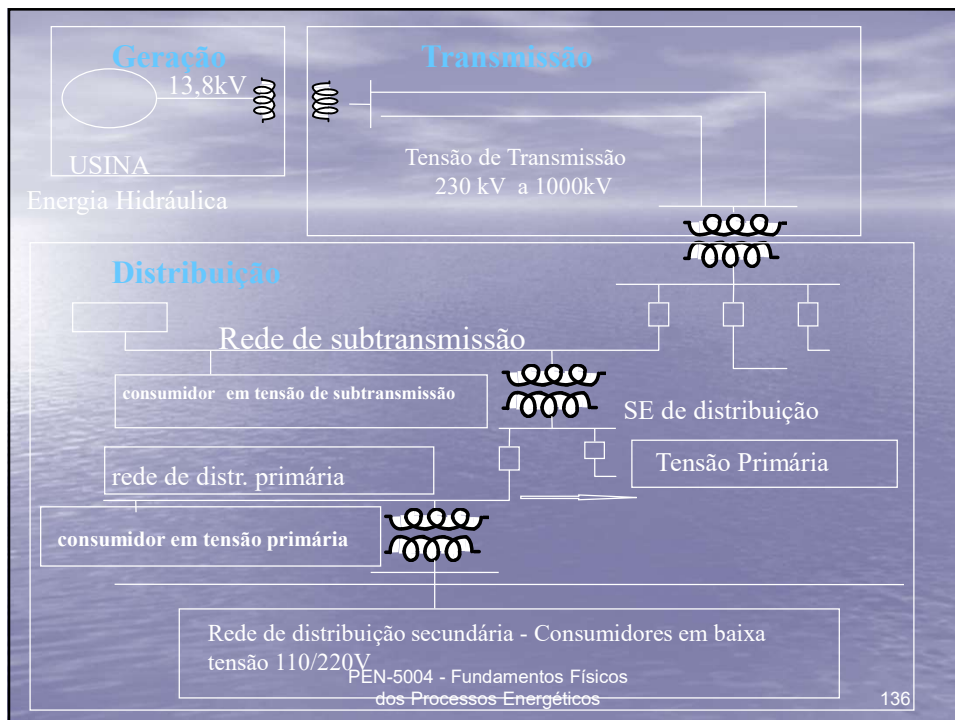 Geração
13,8kV
USINA
Energia Hidráulica
Transmissão
Tensão de Transmissão
230 kV a 1000kV
Distribuição
Rede de subtransmissão
consumidor em tensão de subtransmissão
SE de distribuição
Tensão Primária
rede de distr. primária
consumidor em tensão primária
Rede de distribuição secundária - Consumidores em baixa
tensão 110/220V
PEN-5004 - Fundamentos Físicos
dos Processos Energéticos
136